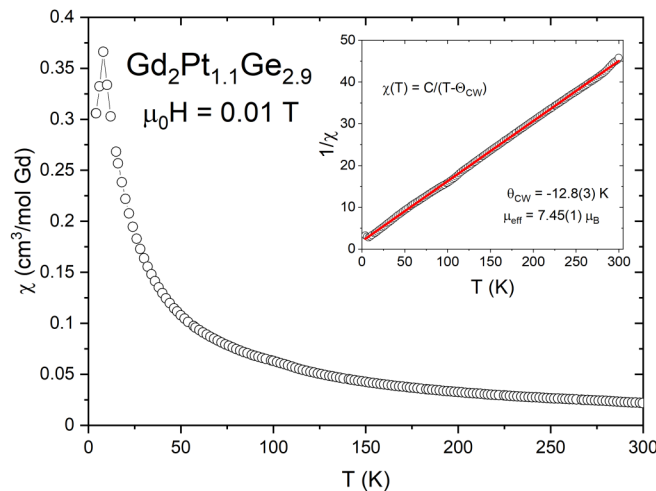 Gd₂Pt₁.₁Ge₂.₉
μ₀H = 0.01 T
χ (cm³/mol Gd)
0.4
0.35
0.3
0.25
0.2
0.15
0.1
0.05
0
0 50 100 150 200 250 300
T (K)
1/χ
50
40
30
20
10
0
χ(T) = C/(T-Θ_CW)
θ_CW = -12.8(3) K
μ_eff = 7.45(1) μ_B
0 50 100 150 200 250 300
T (K)